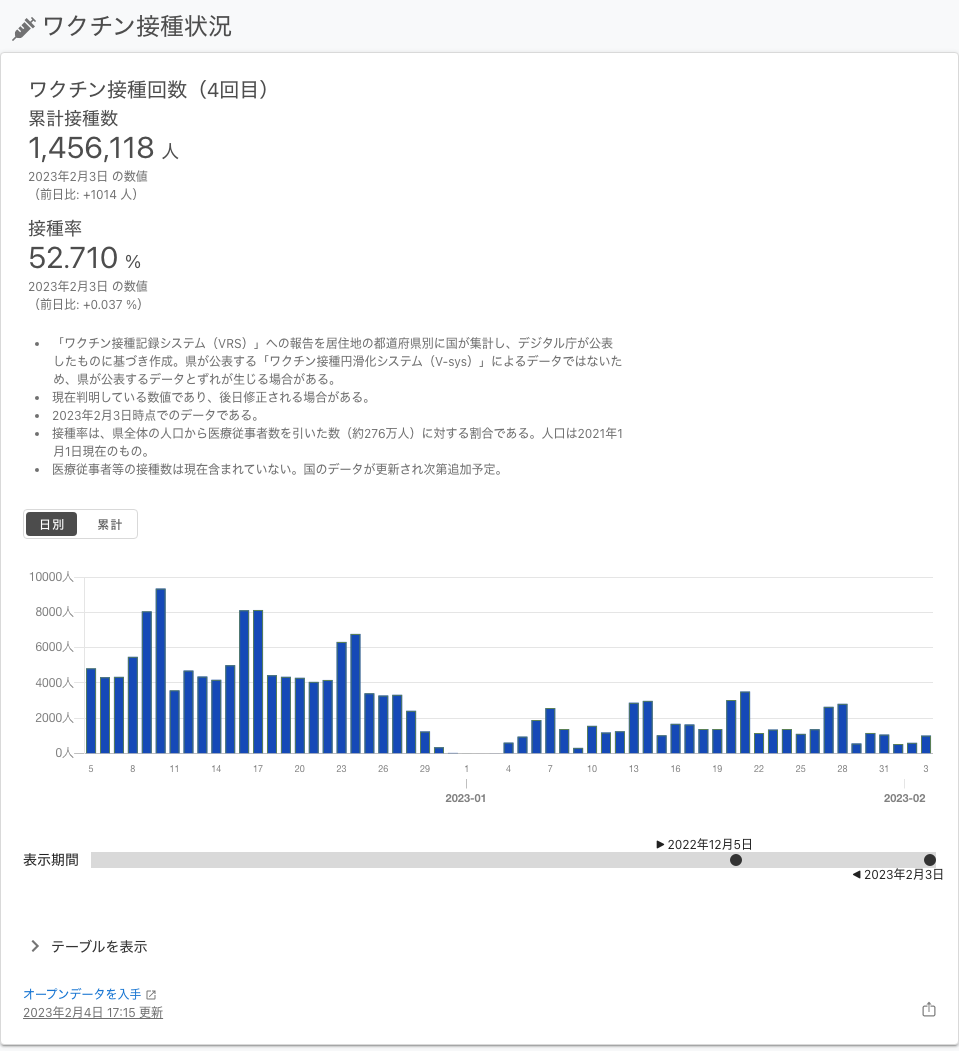 ワクチン接種状況
ワクチン接種回数（4回目）
累計接種数
1,456,118 人
2023年2月3日 の数値
（前日比: +1014 人）
接種率
52.710 %
2023年2月3日 の数値
（前日比: +0.037 %）
• 「ワクチン接種記録システム（VRS）」への報告を居住地の都道府県別に国が集計し、デジタル庁が公表
したものに基づき作成。県が公表する「ワクチン接種円滑化システム（V-sys）」によるデータではないた
め、県が公表するデータとずれが生じる場合がある。
• 現在判明している数値であり、後日修正される場合がある。
• 2023年2月3日時点でのデータである。
• 接種率は、県全体の人口から医療従事者数を引いた数（約276万人）に対する割合である。人口は2021年1
月1日現在のもの。
• 医療従事者等の接種数は現在含まれていない。国のデータが更新され次第追加予定。
日別 累計
10000人
8000人
6000人
4000人
2000人
0人
5 8 11 14 17 20 23 26 29 1 4 7 10 13 16 19 22 25 28 31 3
2023-01 2023-02
▶ 2022年12月5日
表示期間
◀ 2023年2月3日
テーブルを表示
オープンデータを入手
2023年2月4日 17:15 更新